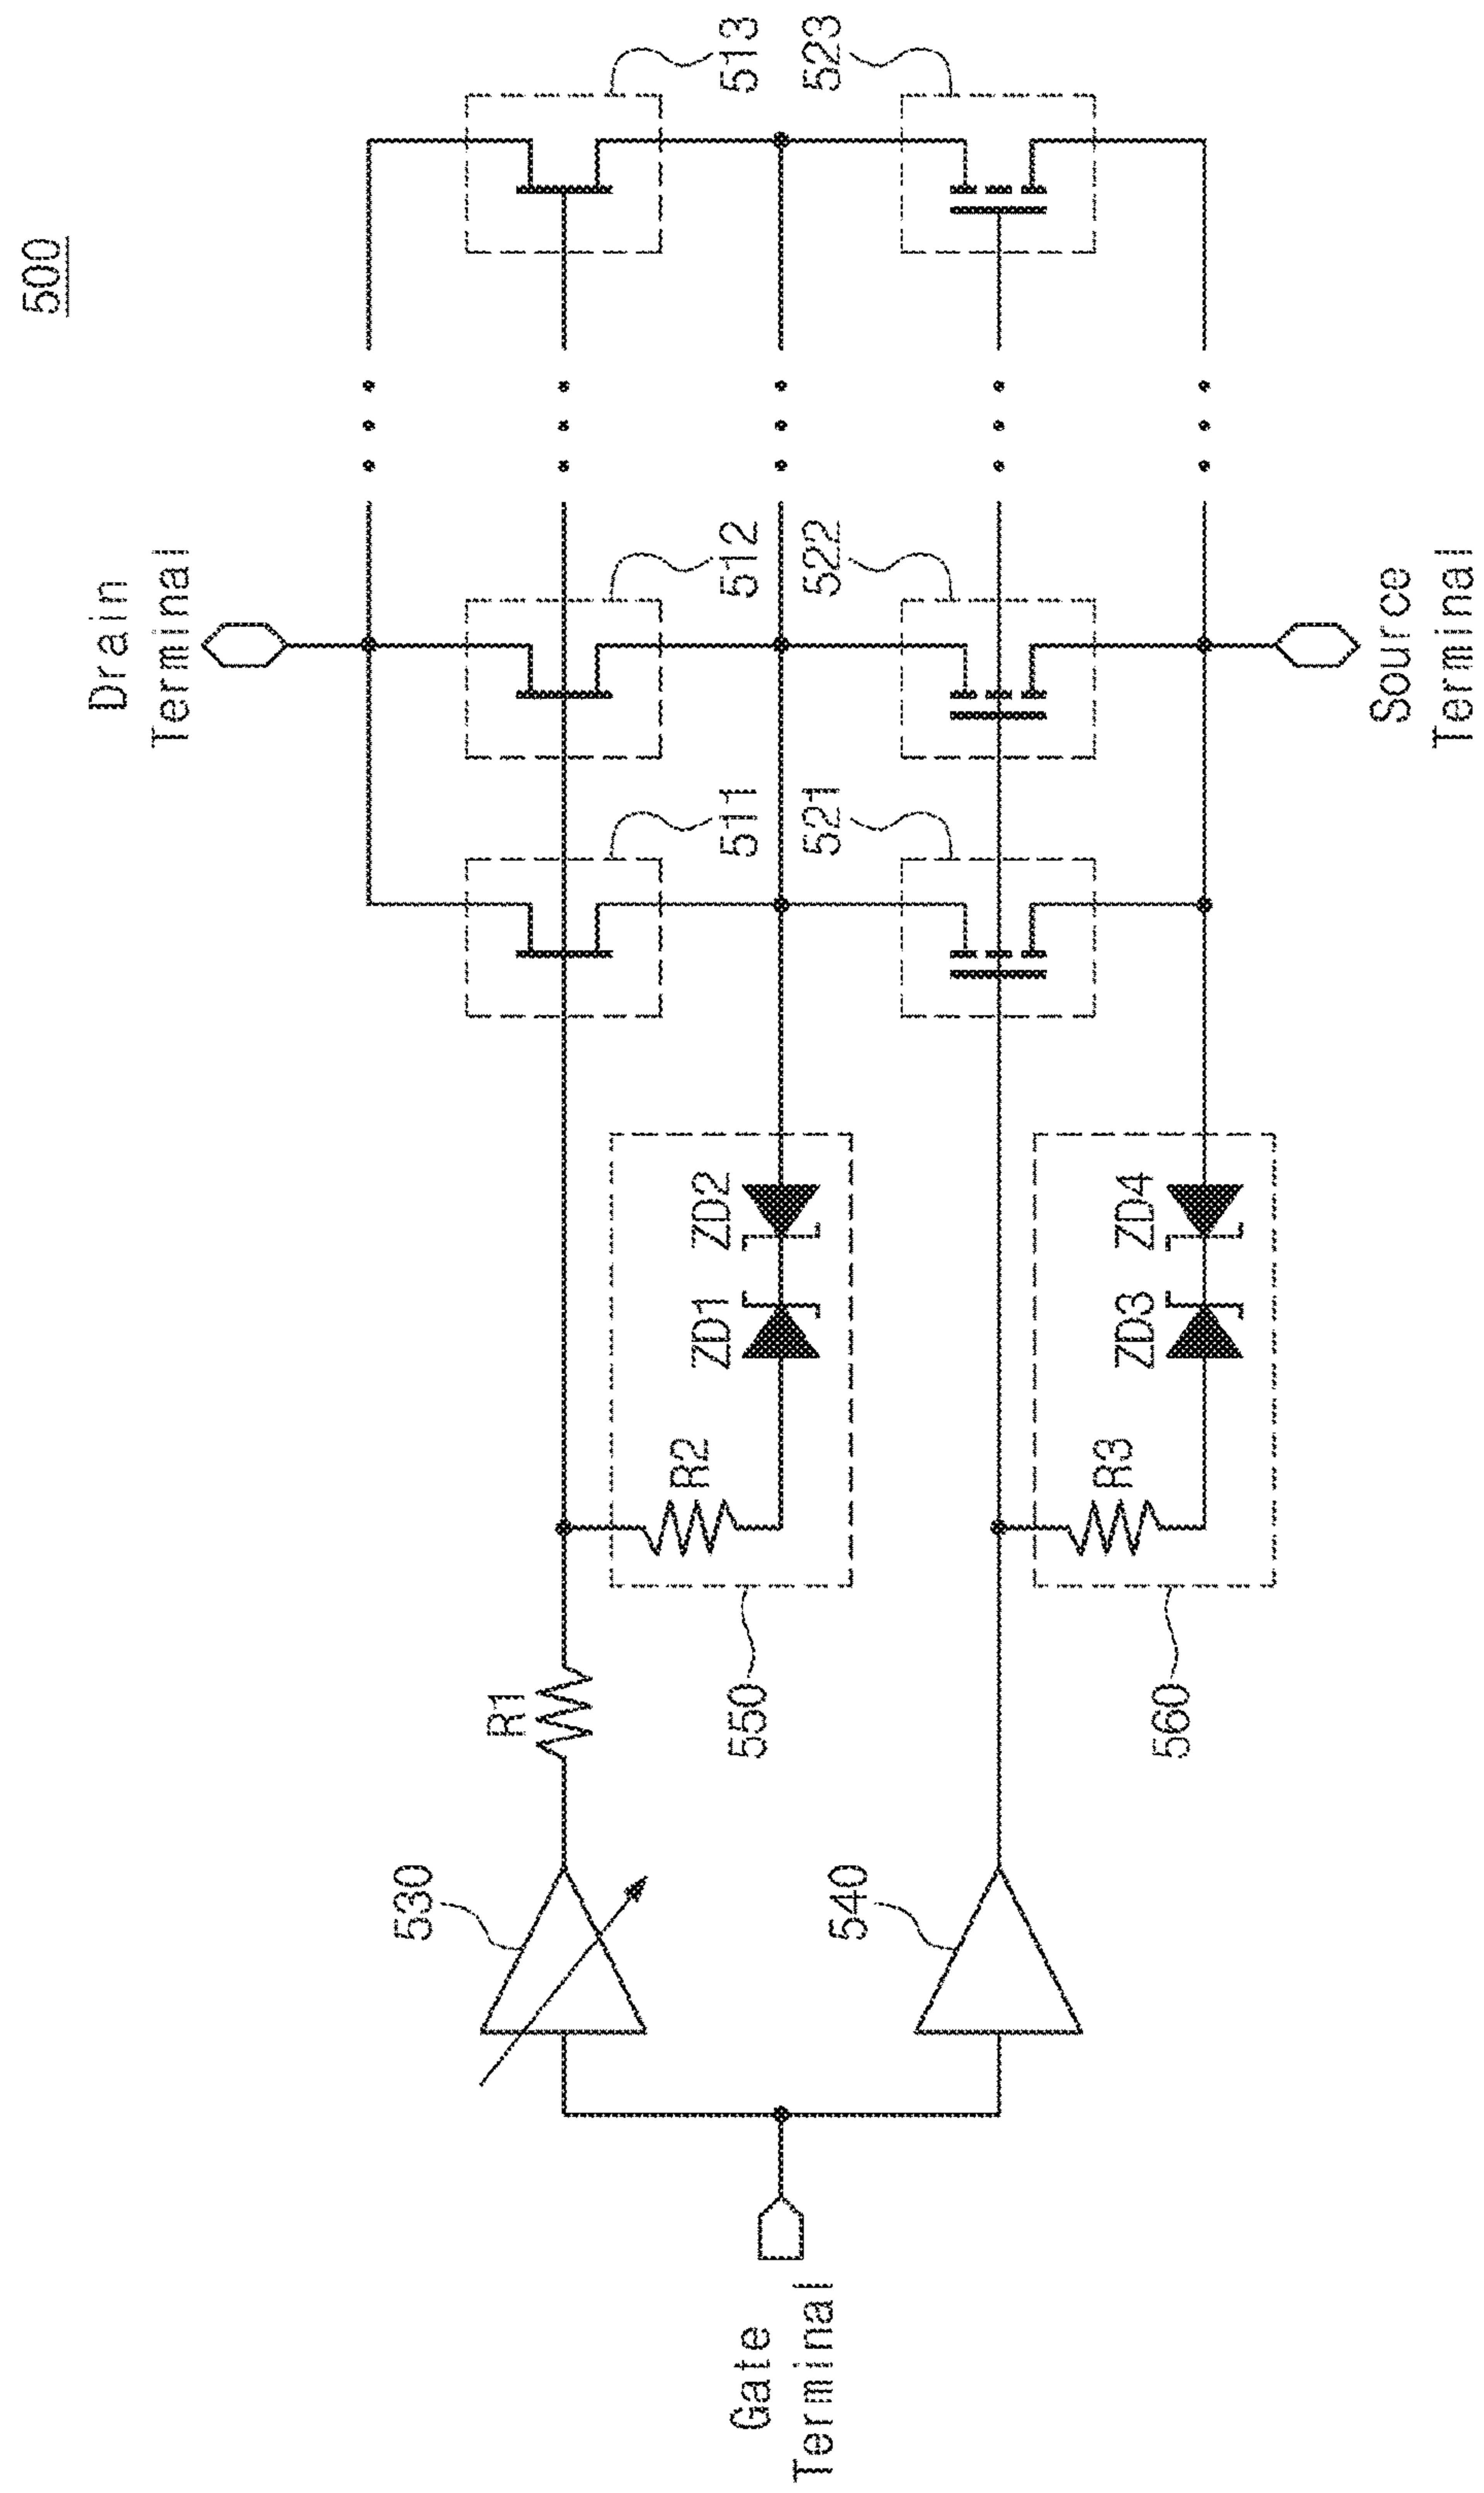 500
Drain
Terminal
530
R1
511
512
513
R2
ZD1
ZD2
550
521
522
523
Gate
Terminal
540
R3
ZD3
ZD4
560
Source
Terminal